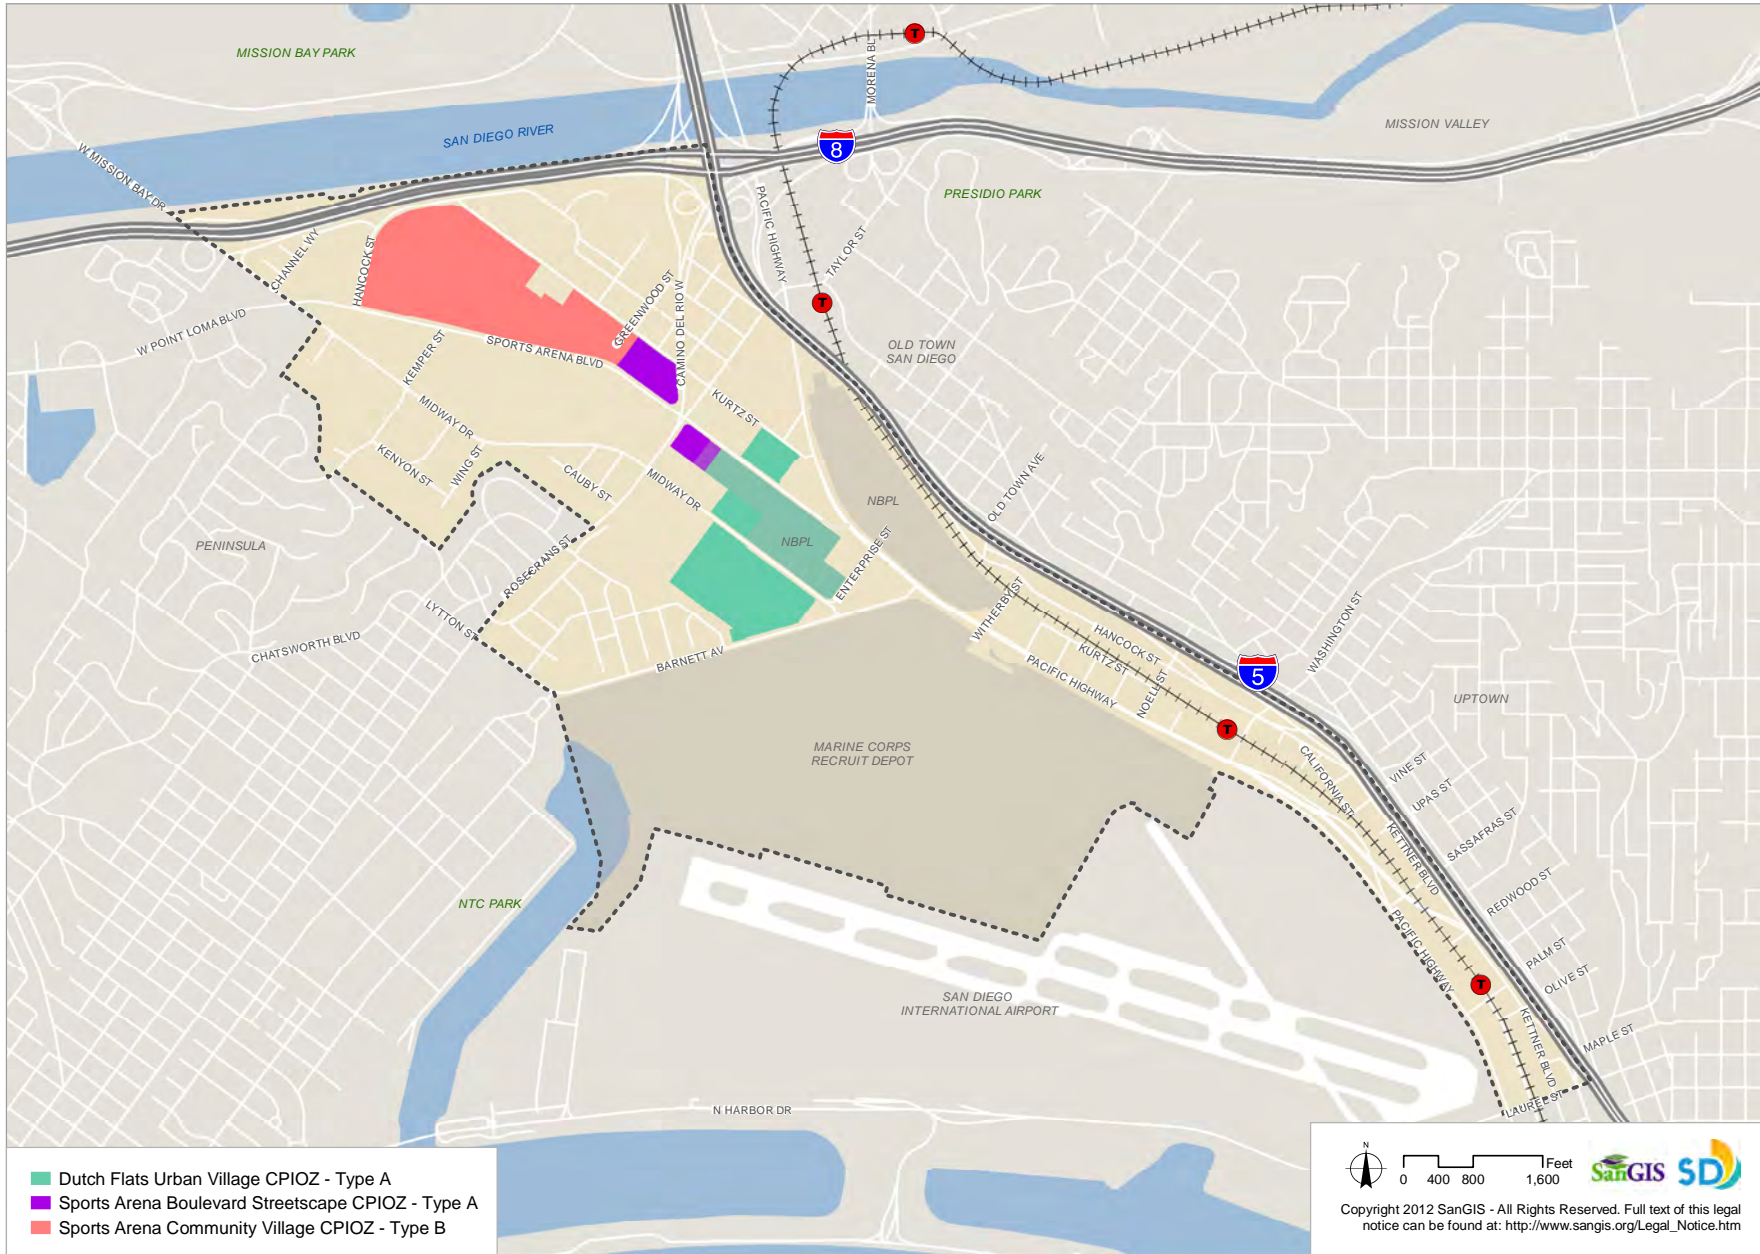 MISSION BAY PARK
MORENA BL
T
SAN DIEGO RIVER
8
MISSION VALLEY
W MISSION BAY DR
PRESIDIO PARK
PACIFIC HIGHWAY
TAYLOR ST
CHANNEL WY
HANCOCK ST
T
W POINT LOMA BLVD
KEMPER ST
SPORTS ARENA BLVD
GREENWOOD ST
CAMINO DEL RIO W
OLD TOWN
SAN DIEGO
KURTZ ST
MIDWAY DR
KENYON ST
WING ST
CAUBY ST
MIDWAY DR
NBPL
OLD TOWN AVE
PENINSULA
NBPL
ENTERPRISE ST
ROSECRANS ST
LYTTON ST
CHATSWORTH BLVD
BARNETT AV
WITHERBY ST
HANCOCK ST
KURTZ ST
PACIFIC HIGHWAY
NOELL ST
WASHINGTON ST
5
UPTOWN
MARINE CORPS
RECRUIT DEPOT
T
CALIFORNIA ST
VINE ST
UPAS ST
SASSAFRAS ST
KETTNER BLVD
REDWOOD ST
NTC PARK
PACIFIC HIGHWAY
PALM ST
OLIVE ST
T
SAN DIEGO
INTERNATIONAL AIRPORT
KETTNER BLVD
MAPLE ST
LAUREL ST
N HARBOR DR
Dutch Flats Urban Village CPIOZ - Type A
Sports Arena Boulevard Streetscape CPIOZ - Type A
Sports Arena Community Village CPIOZ - Type B
N
Feet
0 400 800 1,600
SanGIS SD
Copyright 2012 SanGIS - All Rights Reserved. Full text of this legal
notice can be found at: http://www.sangis.org/Legal_Notice.htm